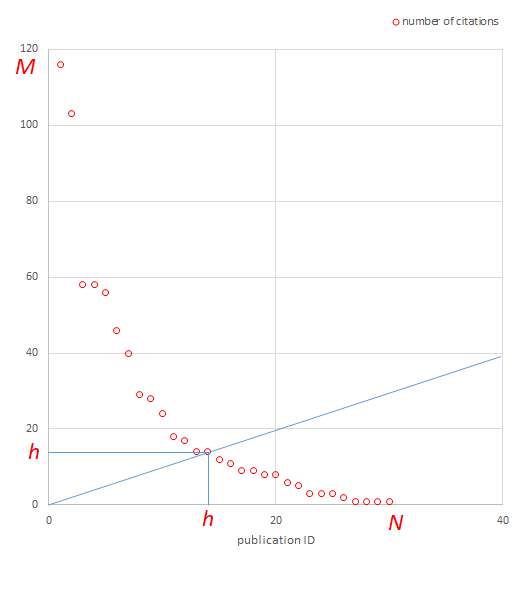 number of citations
120
M
100
80
60
40
20
h
0
0
h
20
N
40
publication ID